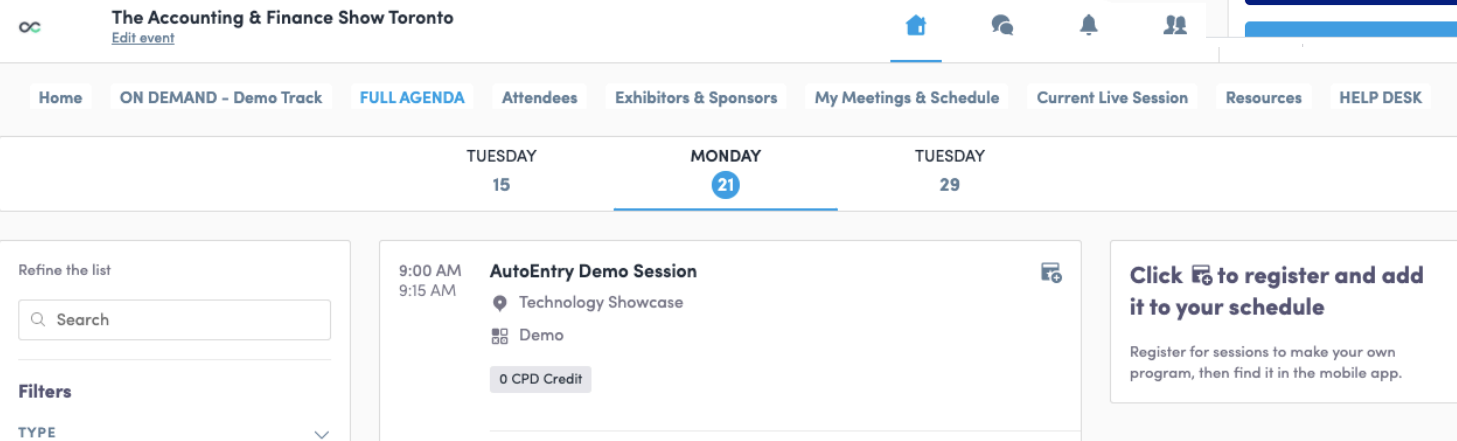 The Accounting & Finance Show Toronto
Edit event
Home ON DEMAND - Demo Track FULL AGENDA Attendees Exhibitors & Sponsors My Meetings & Schedule Current Live Session Resources HELP DESK
TUESDAY MONDAY TUESDAY
15 21 29
Refine the list
Search
Filters
TYPE
9:00 AM AutoEntry Demo Session
9:15 AM
Technology Showcase
Demo
0 CPD Credit
Click to register and add
it to your schedule
Register for sessions to make your own
program, then find it in the mobile app.